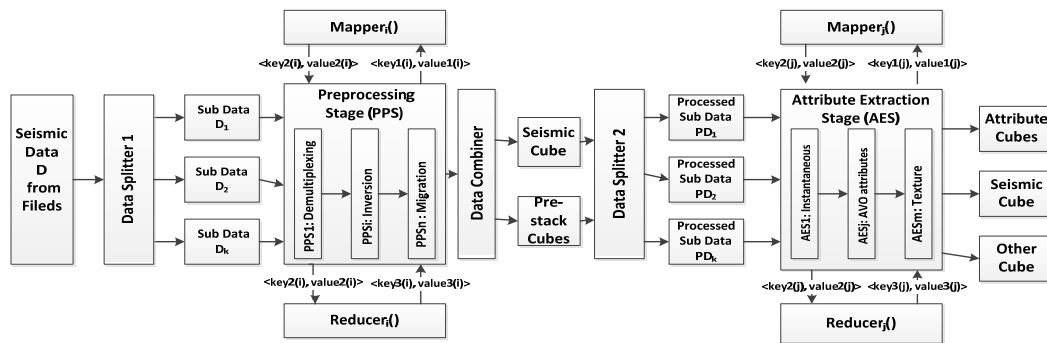 Mapperi()
Mapperj()
<key2(i), value2(i)>
<key1(i), value1(i)>
<key2(j), value2(j)>
<key1(j), value1(j)>
Seismic
Data
D
from
Fileds
Data Splitter 1
Sub Data
D1
Sub Data
D2
Sub Data
Dk
Preprocessing
Stage (PPS)
PPS1: Demultiplexing
PPSi: Inversion
PPSn : Migration
Data Combiner
Seismic
Cube
Pre-
stack
Cubes
Data Splitter 2
Processed
Sub Data
PD1
Processed
Sub Data
PD2
Processed
Sub Data
PDk
Attribute Extraction
Stage (AES)
AES1: Instantaneous
AESj: AVO attributes
AESm: Texture
Attribute
Cubes
Seismic
Cube
Other
Cube
<key2(i), value2(i)>
<key3(i), value3(i)>
<key2(j), value2(j)>
<key3(j), value3(j)>
Reduceri()
Reducerj()